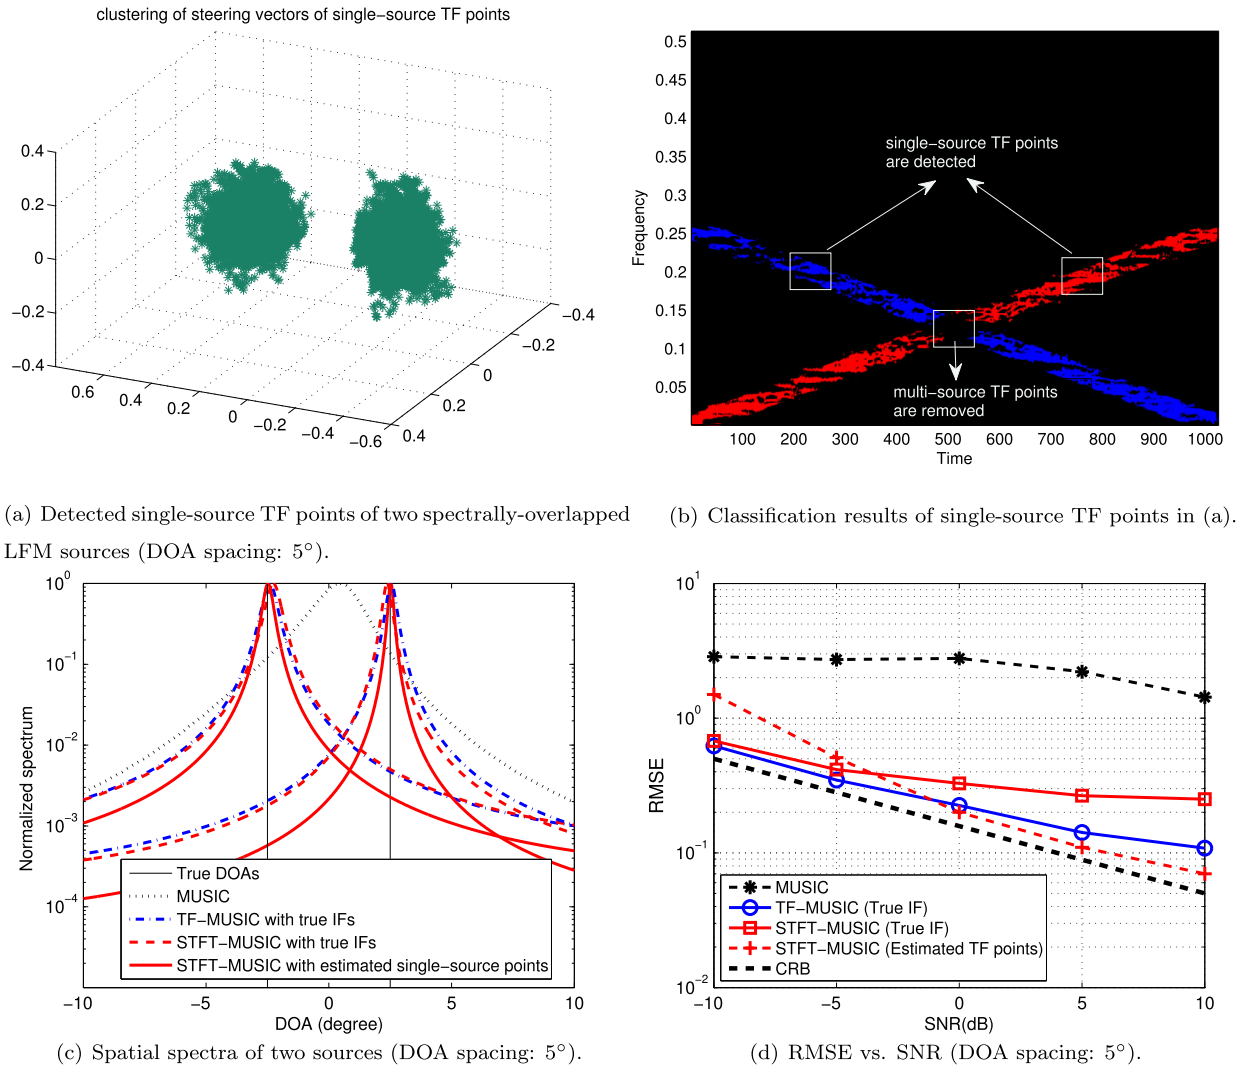 clustering of steering vectors of single−source TF points
0.4
0.2
0
−0.2
−0.4
0.6
0.4
0.2
0
−0.2
−0.4
−0.6
0.4
0.2
0
−0.2
−0.4
(a) Detected single-source TF points of two spectrally-overlapped
LFM sources (DOA spacing: 5°).
0.5
0.45
0.4
0.35
0.3
0.25
0.2
0.15
0.1
0.05
Frequency
single−source TF points
are detected
multi−source TF points
are removed
100 200 300 400 500 600 700 800 900 1000
Time
(b) Classification results of single-source TF points in (a).
10^0
10^−1
10^−2
10^−3
10^−4
Normalized spectrum
True DOAs
MUSIC
TF−MUSIC with true IFs
STFT−MUSIC with true IFs
STFT−MUSIC with estimated single−source points
−10 −5 0 5 10
DOA (degree)
(c) Spatial spectra of two sources (DOA spacing: 5°).
10^1
10^0
10^−1
10^−2
RMSE
MUSIC
TF−MUSIC (True IF)
STFT−MUSIC (True IF)
STFT−MUSIC (Estimated TF points)
CRB
−10 −5 0 5 10
SNR(dB)
(d) RMSE vs. SNR (DOA spacing: 5°).